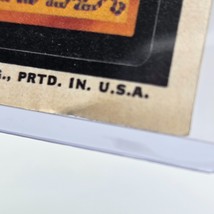 ., PRTD. IN. U.S.A.